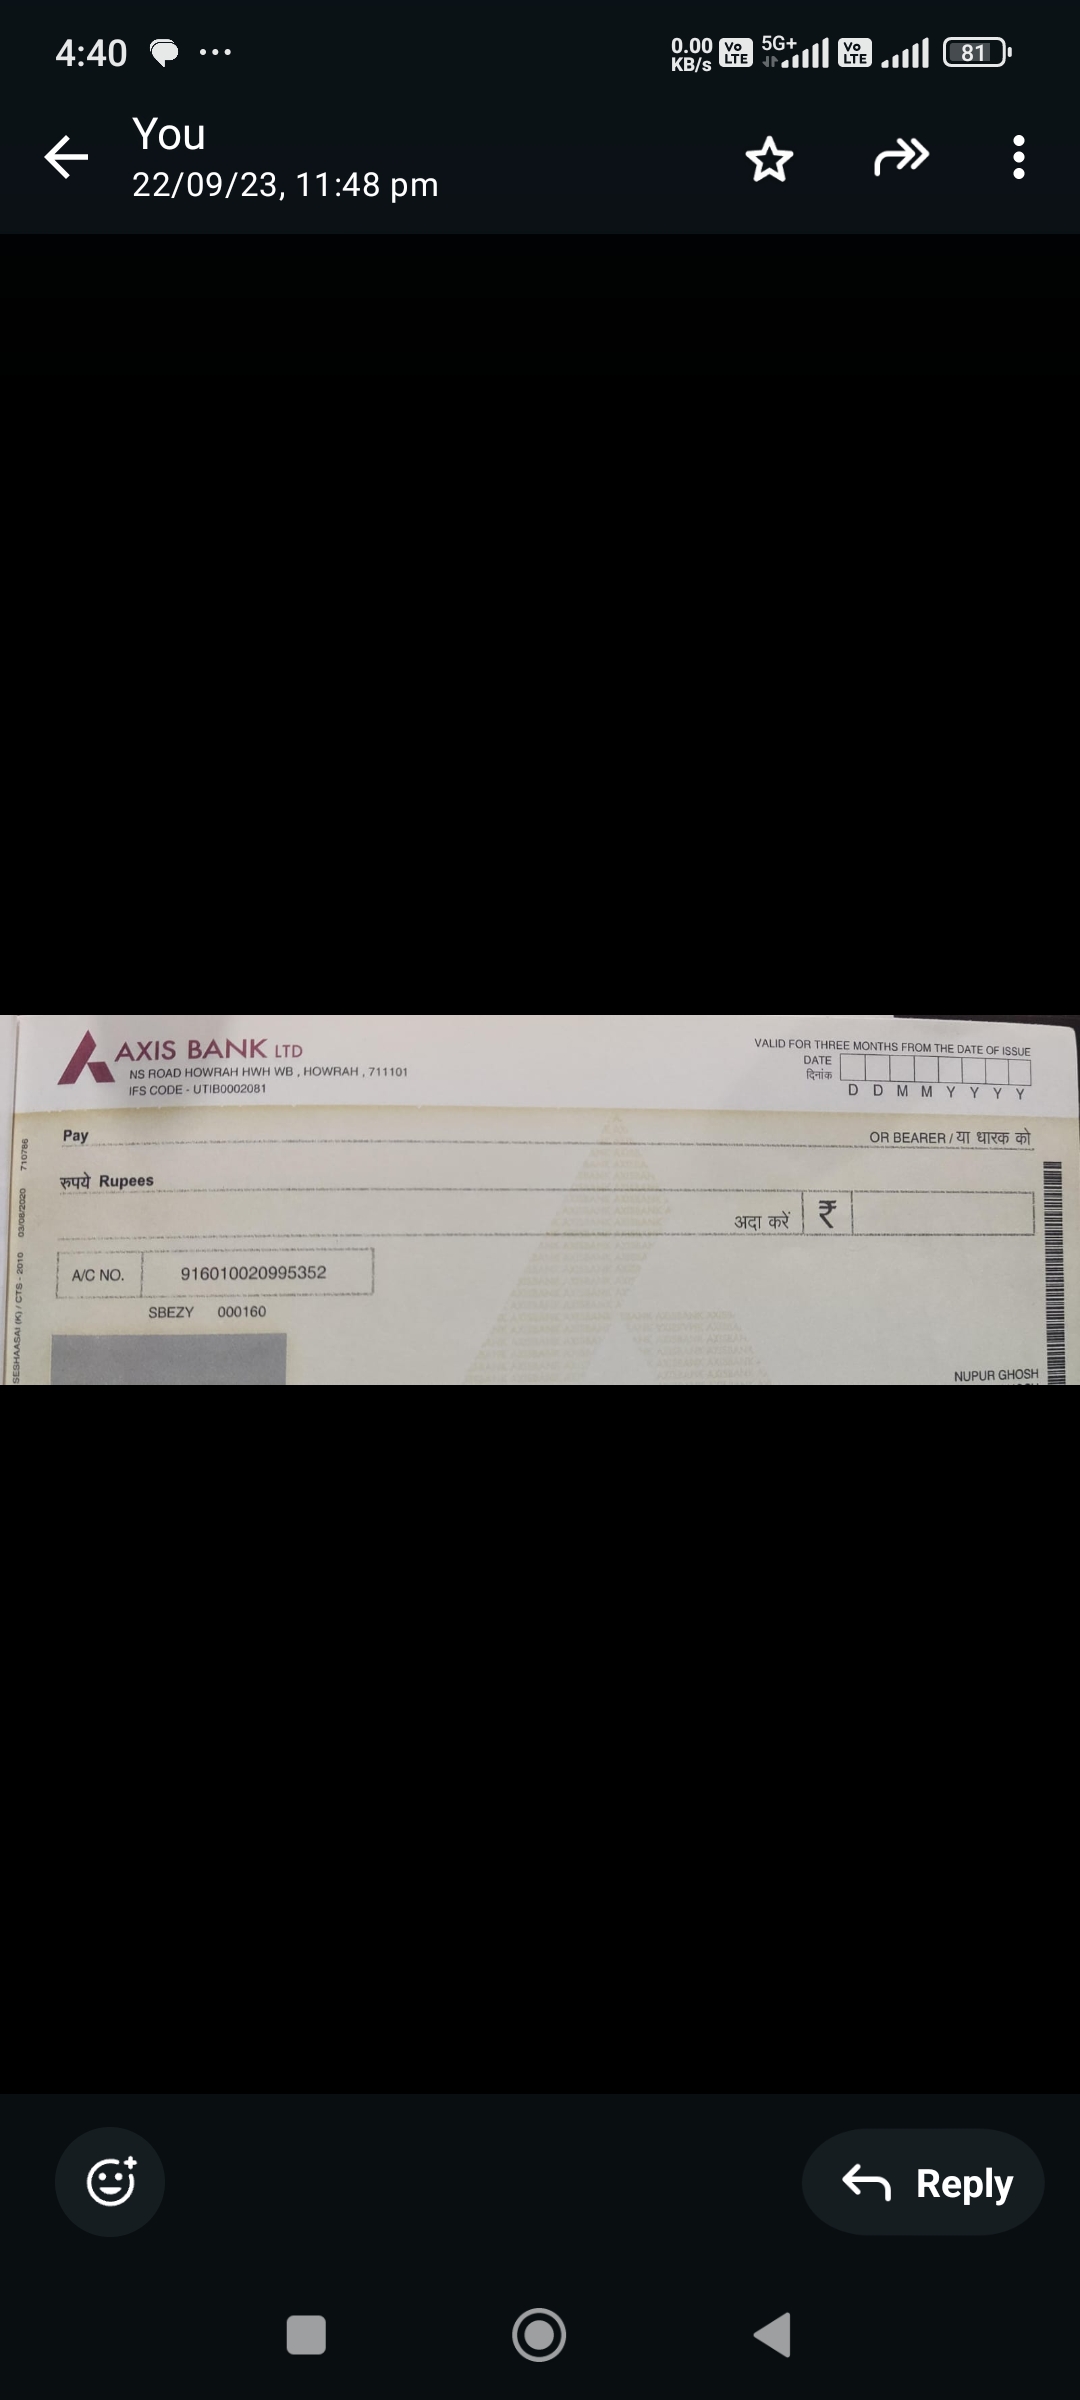 4:40 ... 0.00 KB/s Vo LTE 5G+ Vo LTE 81
You
22/09/23, 11:48 pm
AXIS BANK LTD
NS ROAD HOWRAH HWH WB , HOWRAH , 711101
IFS CODE - UTIB0002081
VALID FOR THREE MONTHS FROM THE DATE OF ISSUE
DATE
दिनांक
D D M M Y Y Y Y
Pay
OR BEARER / या धारक को
रुपये Rupees
अदा करें ₹
A/C NO. 916010020995352
SBEZY 000160
SESHAASAI (K) / CTS - 2010 03/08/2020 710786
NUPUR GHOSH
Reply